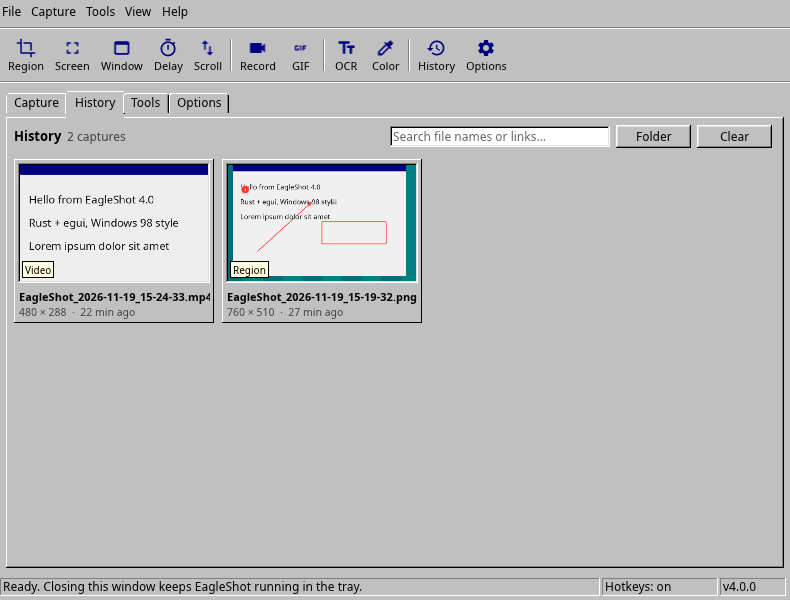 File Capture Tools View Help
Region Screen Window Delay Scroll Record GIF OCR Color History Options
Capture History Tools Options
History 2 captures Search file names or links... Folder Clear
Hello from EagleShot 4.0
Rust + egui, Windows 98 style
Lorem ipsum dolor sit amet
Video
EagleShot_2026-11-19_15-24-33.mp4
480 × 288 · 22 min ago
Hello from EagleShot 4.0
Rust + egui, Windows 98 style
Lorem ipsum dolor sit amet
Region
EagleShot_2026-11-19_15-19-32.png
760 × 510 · 27 min ago
Ready. Closing this window keeps EagleShot running in the tray. Hotkeys: on v4.0.0